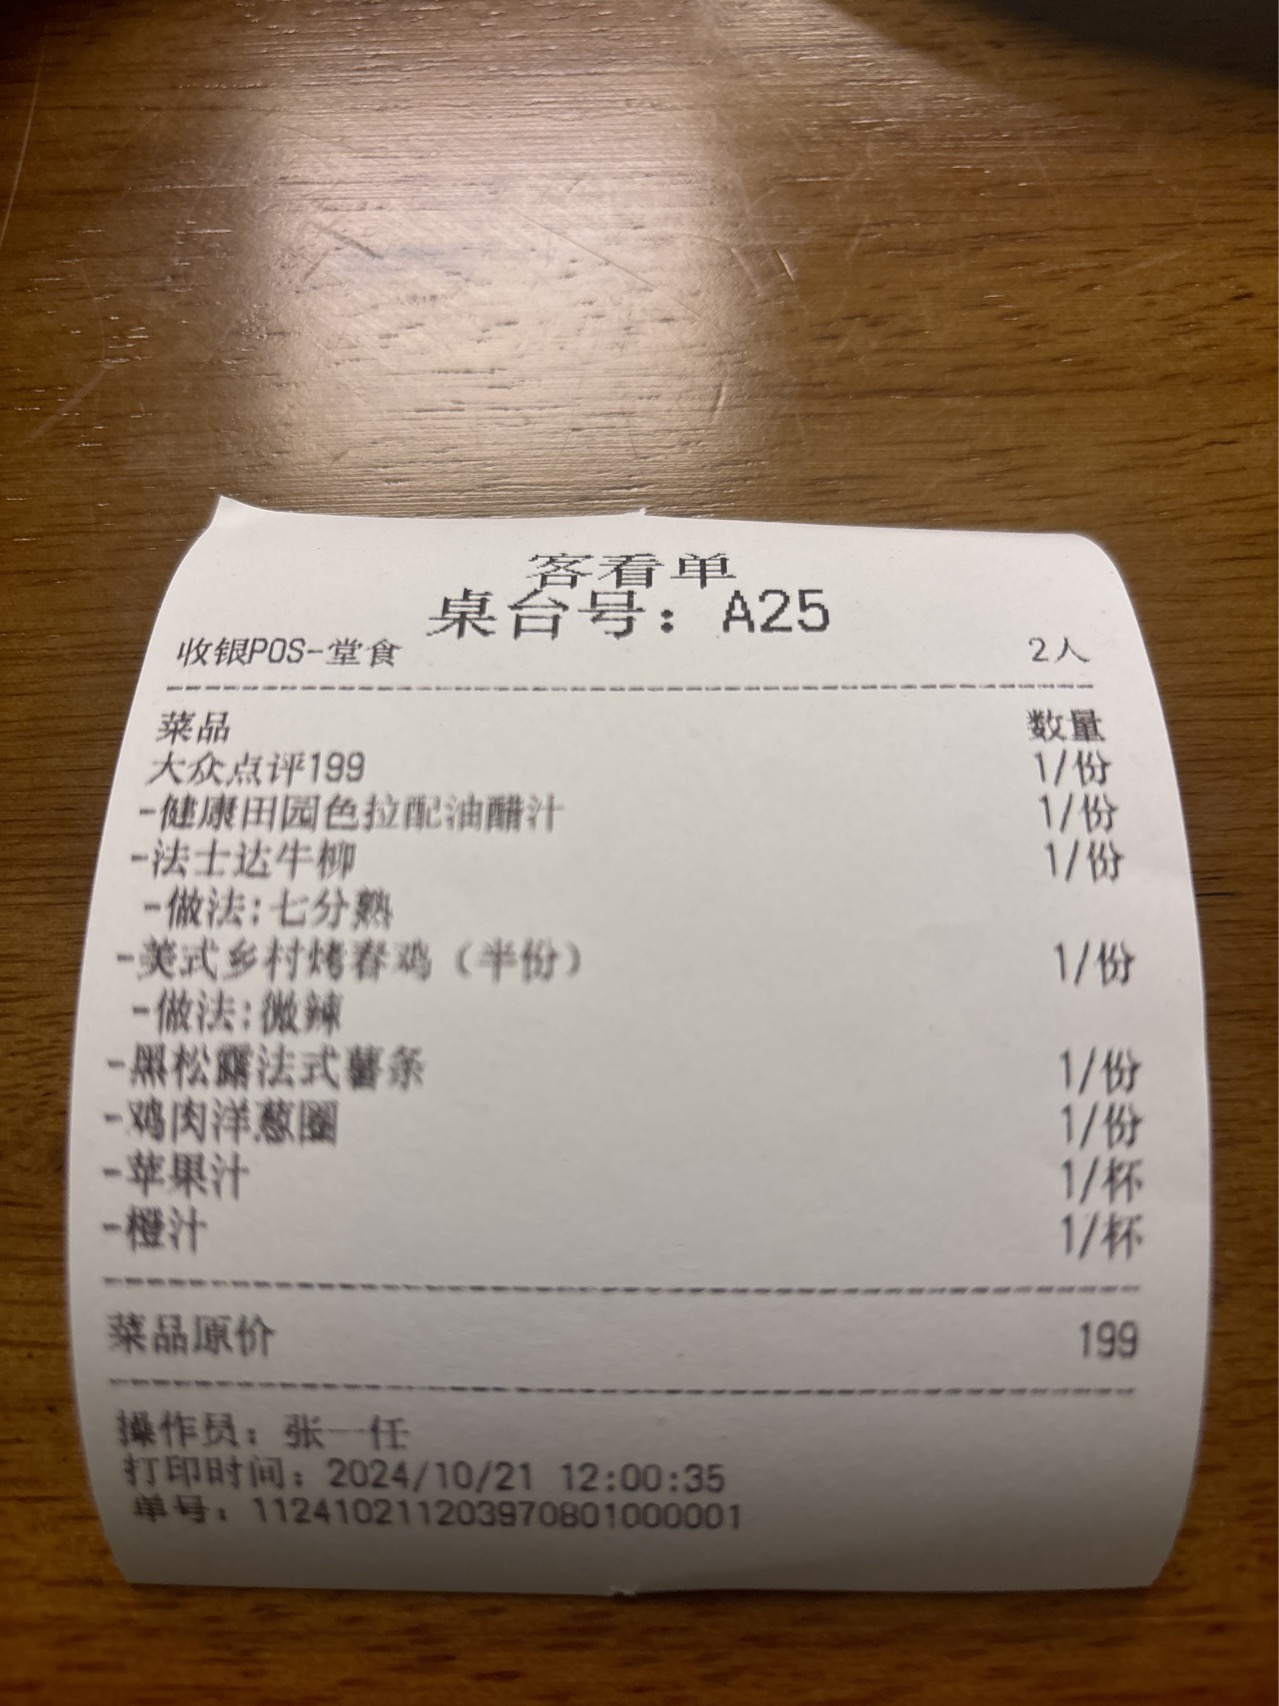 客看单
桌台号：A25
收银POS-堂食 2人
菜品 数量
大众点评199 1/份
-健康田园色拉配油醋汁 1/份
-法士达牛柳 1/份
-做法:七分熟
-美式乡村烤春鸡（半份） 1/份
-做法:微辣
-黑松露法式薯条 1/份
-鸡肉洋葱圈 1/份
-苹果汁 1/杯
-橙汁 1/杯
菜品原价 199
操作员：张一任
打印时间：2024/10/21 12:00:35
单号：112410211203970801000001